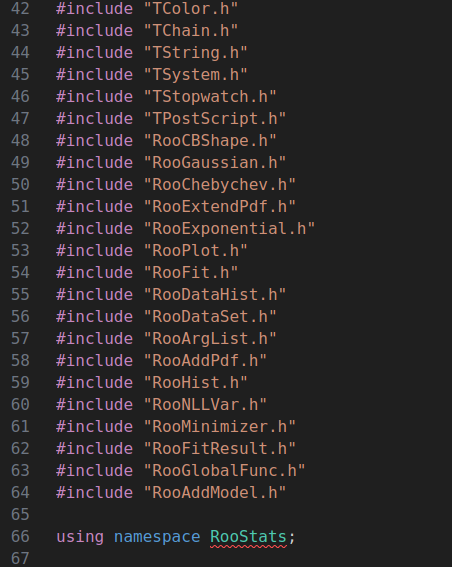 42 #include "TColor.h"
43 #include "TChain.h"
44 #include "TString.h"
45 #include "TSystem.h"
46 #include "TStopwatch.h"
47 #include "TPostScript.h"
48 #include "RooCBShape.h"
49 #include "RooGaussian.h"
50 #include "RooChebychev.h"
51 #include "RooExtendPdf.h"
52 #include "RooExponential.h"
53 #include "RooPlot.h"
54 #include "RooFit.h"
55 #include "RooDataHist.h"
56 #include "RooDataSet.h"
57 #include "RooArgList.h"
58 #include "RooAddPdf.h"
59 #include "RooHist.h"
60 #include "RooNLLVar.h"
61 #include "RooMinimizer.h"
62 #include "RooFitResult.h"
63 #include "RooGlobalFunc.h"
64 #include "RooAddModel.h"
65
66 using namespace RooStats;
67